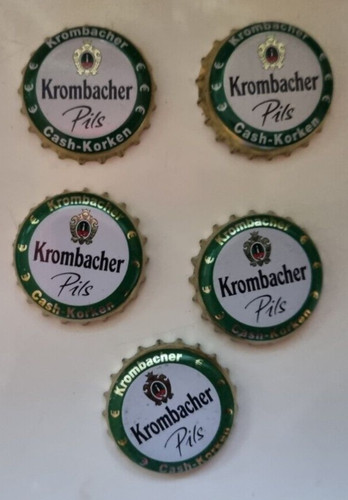 Krombacher
Krombacher
Pils
€ € Cash-Korken € €
Krombacher
Krombacher
Pils
€ € Cash-Korken € €
Krombacher
Krombacher
Pils
€ € Cash-Korken € €
Krombacher
Krombacher
Pils
€ € Cash-Korken € €
Krombacher
Krombacher
Pils
€ € Cash-Korken € €